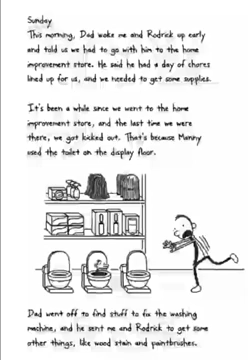 Sunday
This morning, Dad woke me and Rodrick up early
and told us we had to go with him to the home
improvement store. He said he had a day of chores
lined up for us, and we needed to get some supplies.
It's been a while since we went to the home
improvement store, and the last time we were
there, we got kicked out. That's because Manny
used the toilet on the display floor.
Dad went off to find stuff to fix the washing
machine, and he sent me and Rodrick to get some
other things, like wood stain and paintbrushes.